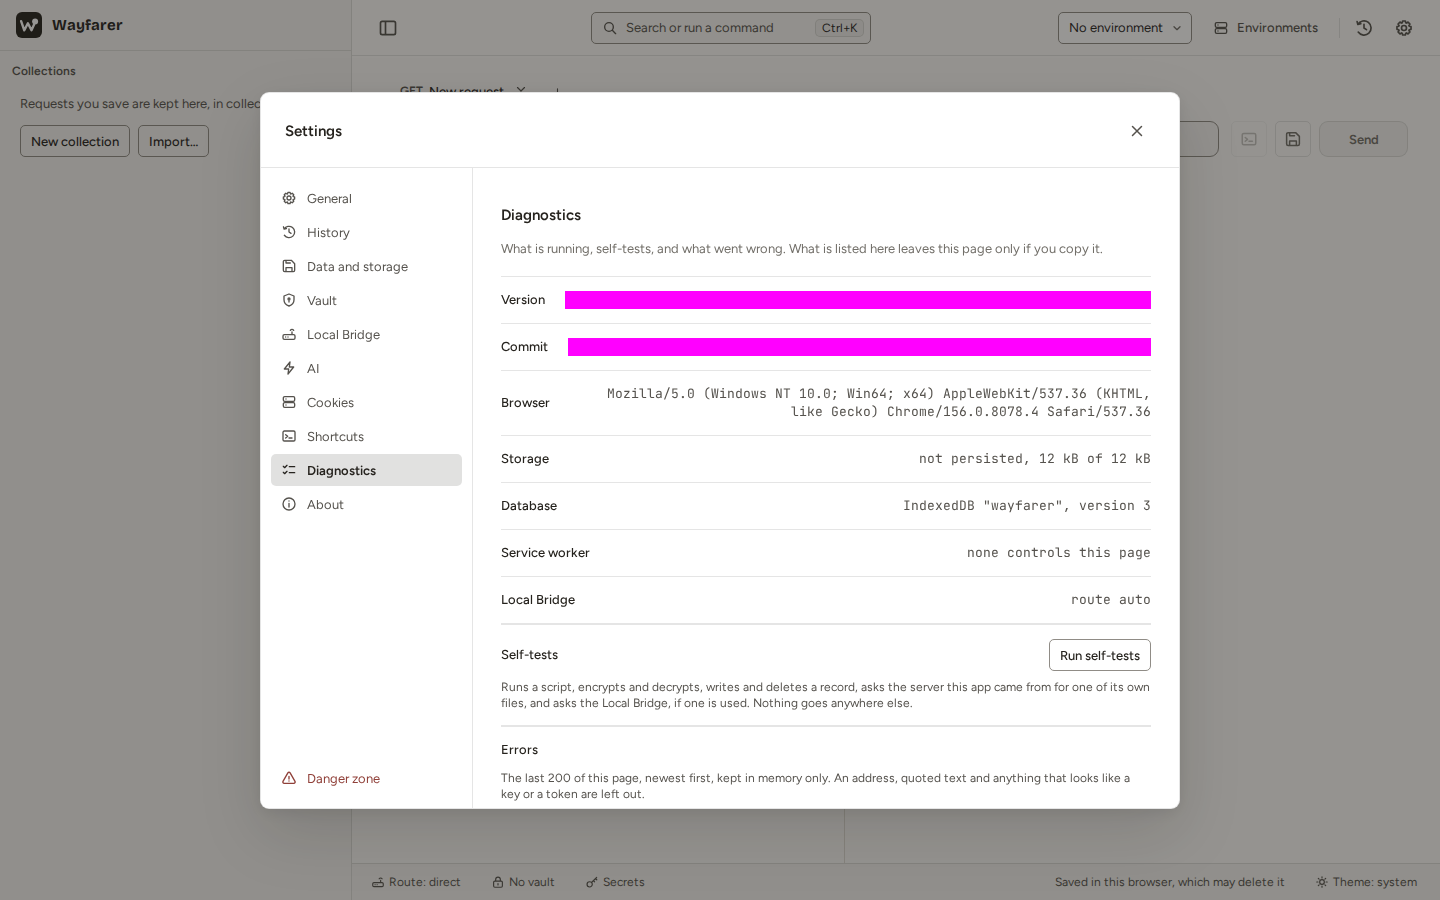 Wayfarer
Search or run a command
Ctrl+K
No environment
Environments
Collections
Requests you save are kept here, in collec
New collection
Import...
GET New request
Send
Settings
General
History
Data and storage
Vault
Local Bridge
AI
Cookies
Shortcuts
Diagnostics
About
Danger zone
Diagnostics
What is running, self-tests, and what went wrong. What is listed here leaves this page only if you copy it.
Version
Commit
Browser
Mozilla/5.0 (Windows NT 10.0; Win64; x64) AppleWebKit/537.36 (KHTML,
like Gecko) Chrome/156.0.8078.4 Safari/537.36
Storage
not persisted, 12 kB of 12 kB
Database
IndexedDB "wayfarer", version 3
Service worker
none controls this page
Local Bridge
route auto
Self-tests
Run self-tests
Runs a script, encrypts and decrypts, writes and deletes a record, asks the server this app came from for one of its own
files, and asks the Local Bridge, if one is used. Nothing goes anywhere else.
Errors
The last 200 of this page, newest first, kept in memory only. An address, quoted text and anything that looks like a
key or a token are left out.
Route: direct
No vault
Secrets
Saved in this browser, which may delete it
Theme: system